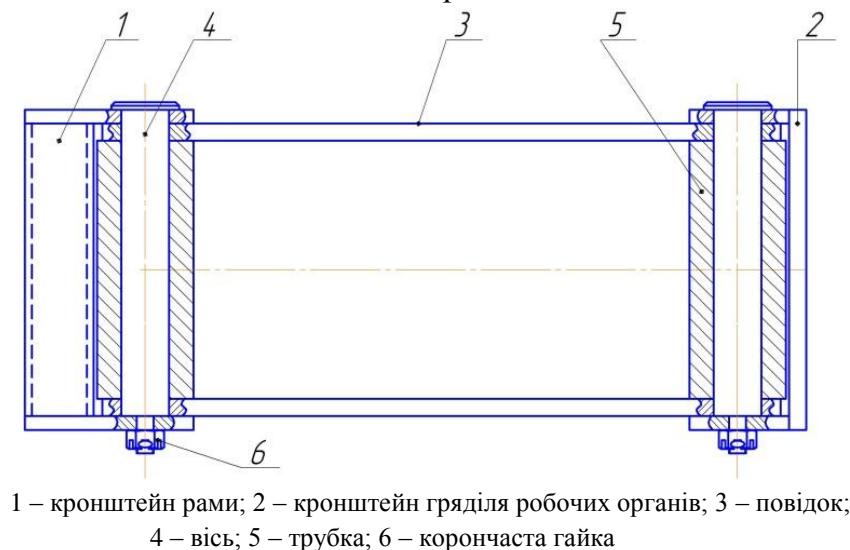 1 4 3 5 2
6
1 – кронштейн рами; 2 – кронштейн гряділя робочих органів; 3 – повідок;
4 – вісь; 5 – трубка; 6 – корончаста гайка